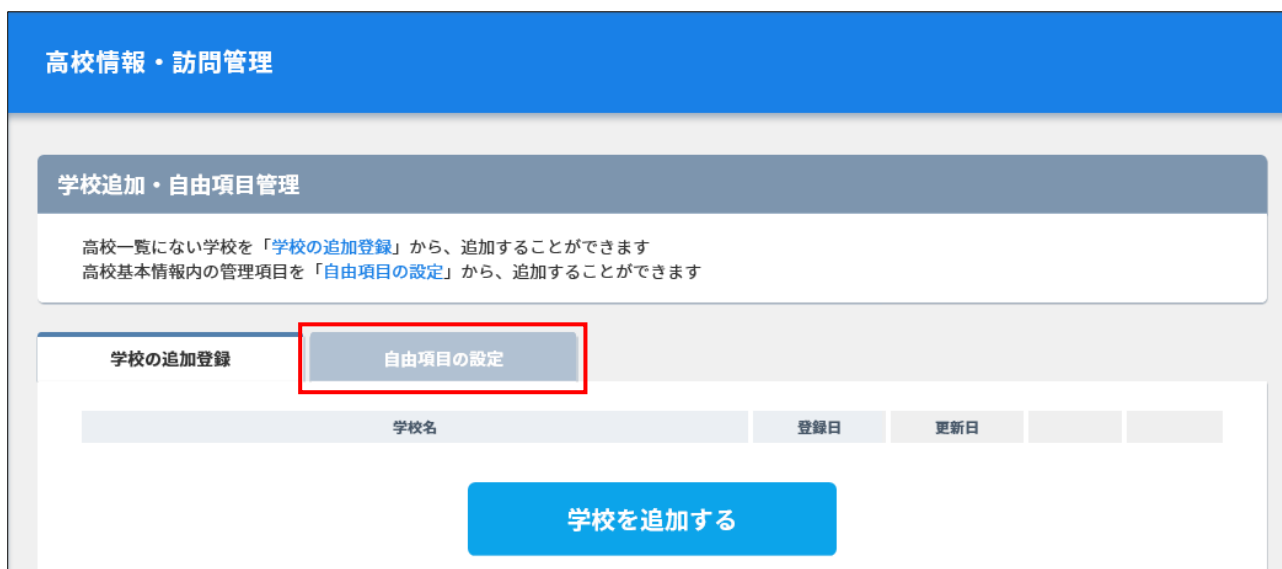 高校情報・訪問管理
学校追加・自由項目管理
高校一覧にない学校を「学校の追加登録」から、追加することができます
高校基本情報内の管理項目を「自由項目の設定」から、追加することができます
学校の追加登録 自由項目の設定
学校名 登録日 更新日
学校を追加する